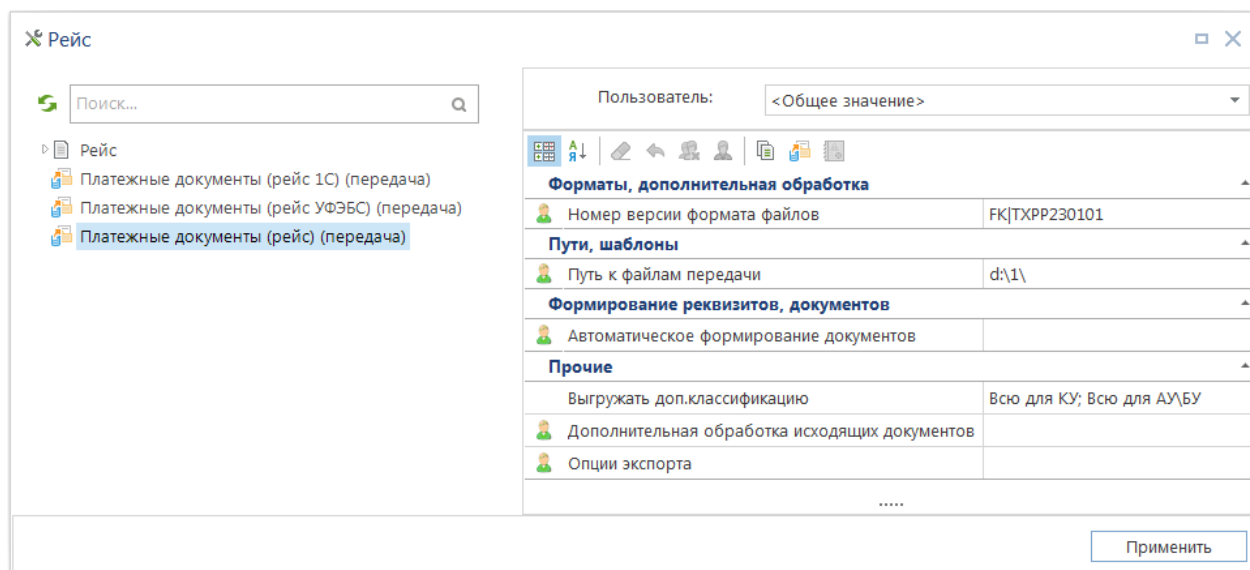 Рейс
Поиск...
Рейс
Платежные документы (рейс 1С) (передача)
Платежные документы (рейс УФЭБС) (передача)
Платежные документы (рейс) (передача)
Пользователь: <Общее значение>
Форматы, дополнительная обработка
Номер версии формата файлов FK|TXPP230101
Пути, шаблоны
Путь к файлам передачи d:\1\
Формирование реквизитов, документов
Автоматическое формирование документов
Прочие
Выгружать доп.классификацию Всю для КУ; Всю для АУ\БУ
Дополнительная обработка исходящих документов
Опции экспорта
.....
Применить